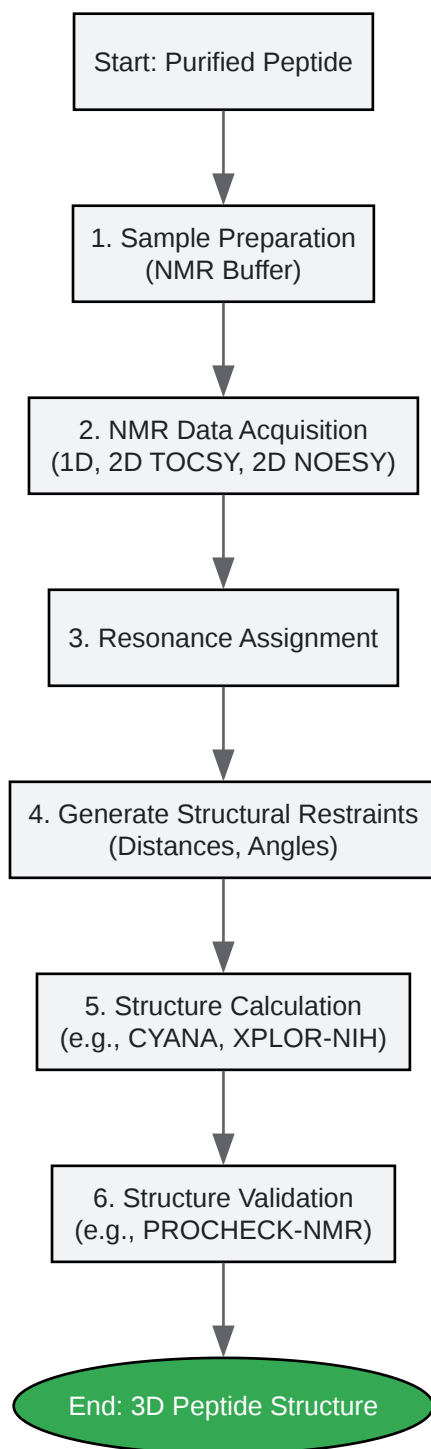 Start: Purified Peptide
1. Sample Preparation
(NMR Buffer)
2. NMR Data Acquisition
(1D, 2D TOCSY, 2D NOESY)
3. Resonance Assignment
4. Generate Structural Restraints
(Distances, Angles)
5. Structure Calculation
(e.g., CYANA, XPLOR-NIH)
6. Structure Validation
(e.g., PROCHECK-NMR)
End: 3D Peptide Structure